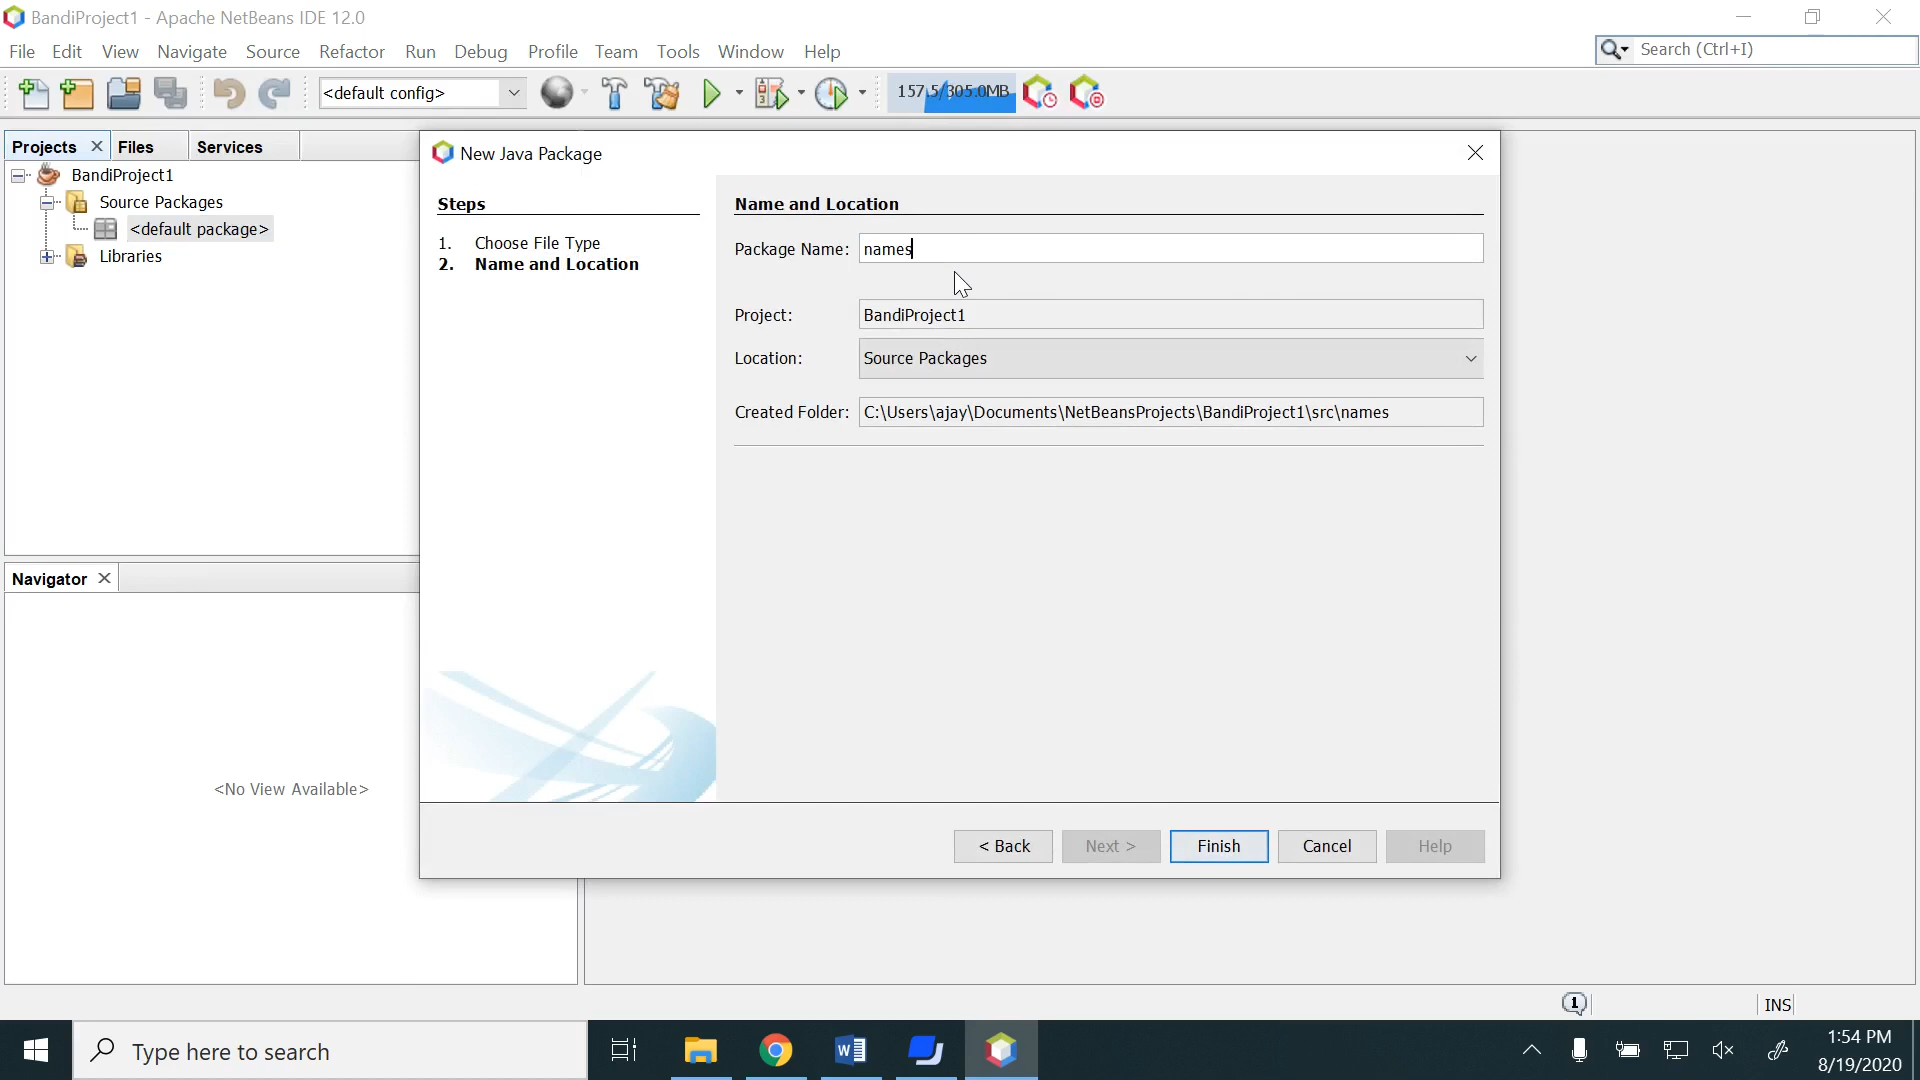 BandiProject1 - Apache NetBeans IDE 12.0
File Edit View Navigate Source Refactor Run Debug Profile Team Tools Window Help
Search (Ctrl+I)
<default config>
157.5/305.0MB
Projects Files Services
BandiProject1
Source Packages
<default package>
Libraries
Navigator
<No View Available>
New Java Package
Steps
1. Choose File Type
2. Name and Location
Name and Location
Package Name: names
Project: BandiProject1
Location: Source Packages
Created Folder: C:\Users\ajay\Documents\NetBeansProjects\BandiProject1\src\names
< Back Next > Finish Cancel Help
INS
Type here to search
1:54 PM
8/19/2020